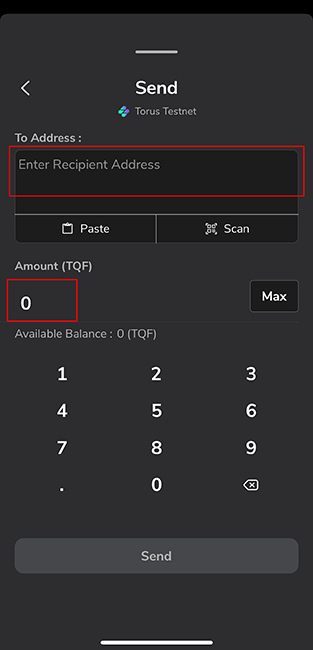 Send
Torus Testnet
To Address :
Enter Recipient Address
Paste
Scan
Amount (TQF)
0
Max
Available Balance : 0 (TQF)
1 2 3
4 5 6
7 8 9
. 0
Send